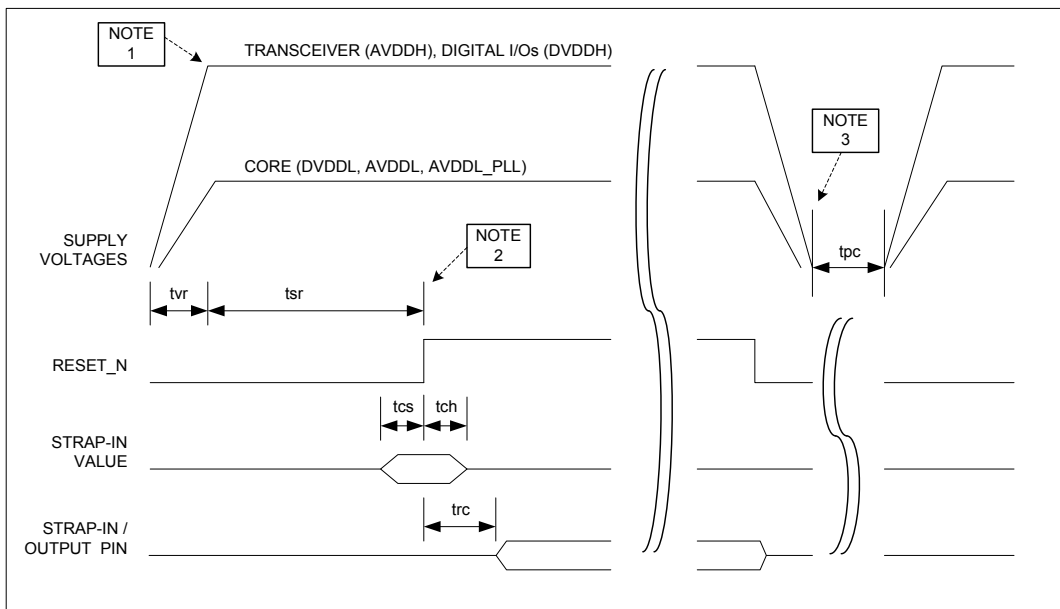 NOTE
1
TRANSCEIVER (AVDDH), DIGITAL I/Os (DVDDH)
NOTE
3
CORE (DVDDL, AVDDL, AVDDL_PLL)
NOTE
2
SUPPLY
VOLTAGES
tpc
tvr
tsr
RESET_N
tcs
tch
STRAP-IN
VALUE
trc
STRAP-IN /
OUTPUT PIN